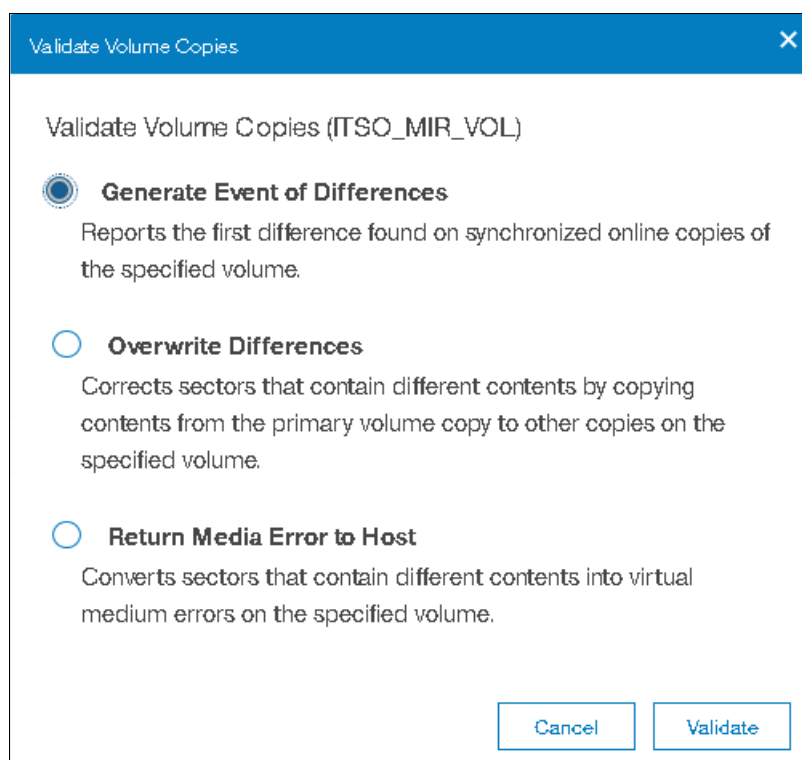 Validate Volume Copies
Validate Volume Copies (ITSO_MIR_VOL)
Generate Event of Differences
Reports the first difference found on synchronized online copies of
the specified volume.
Overwrite Differences
Corrects sectors that contain different contents by copying
contents from the primary volume copy to other copies on the
specified volume.
Return Media Error to Host
Converts sectors that contain different contents into virtual
medium errors on the specified volume.
Cancel Validate